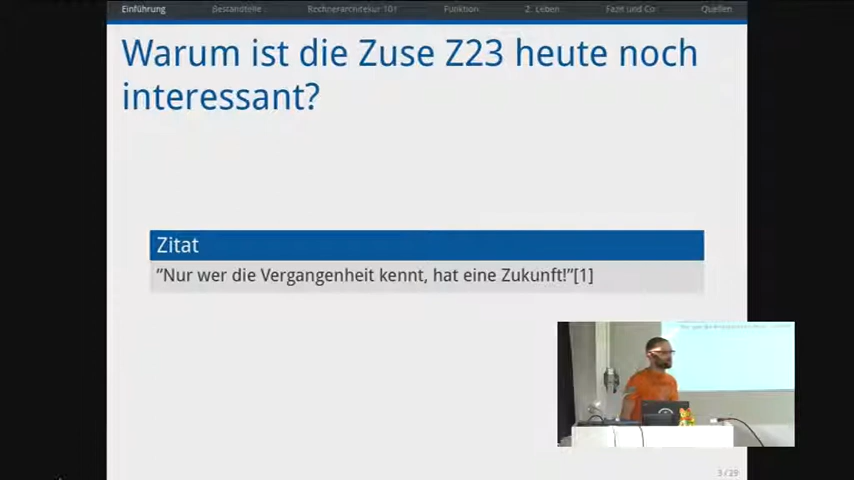 Einführung Bestandteile Rechnerarchitektur 101 Funktion 2. Leben Fazit und Co Quellen
Warum ist die Zuse Z23 heute noch
interessant?
Zitat
”Nur wer die Vergangenheit kennt, hat eine Zukunft!”[1]
3 / 29